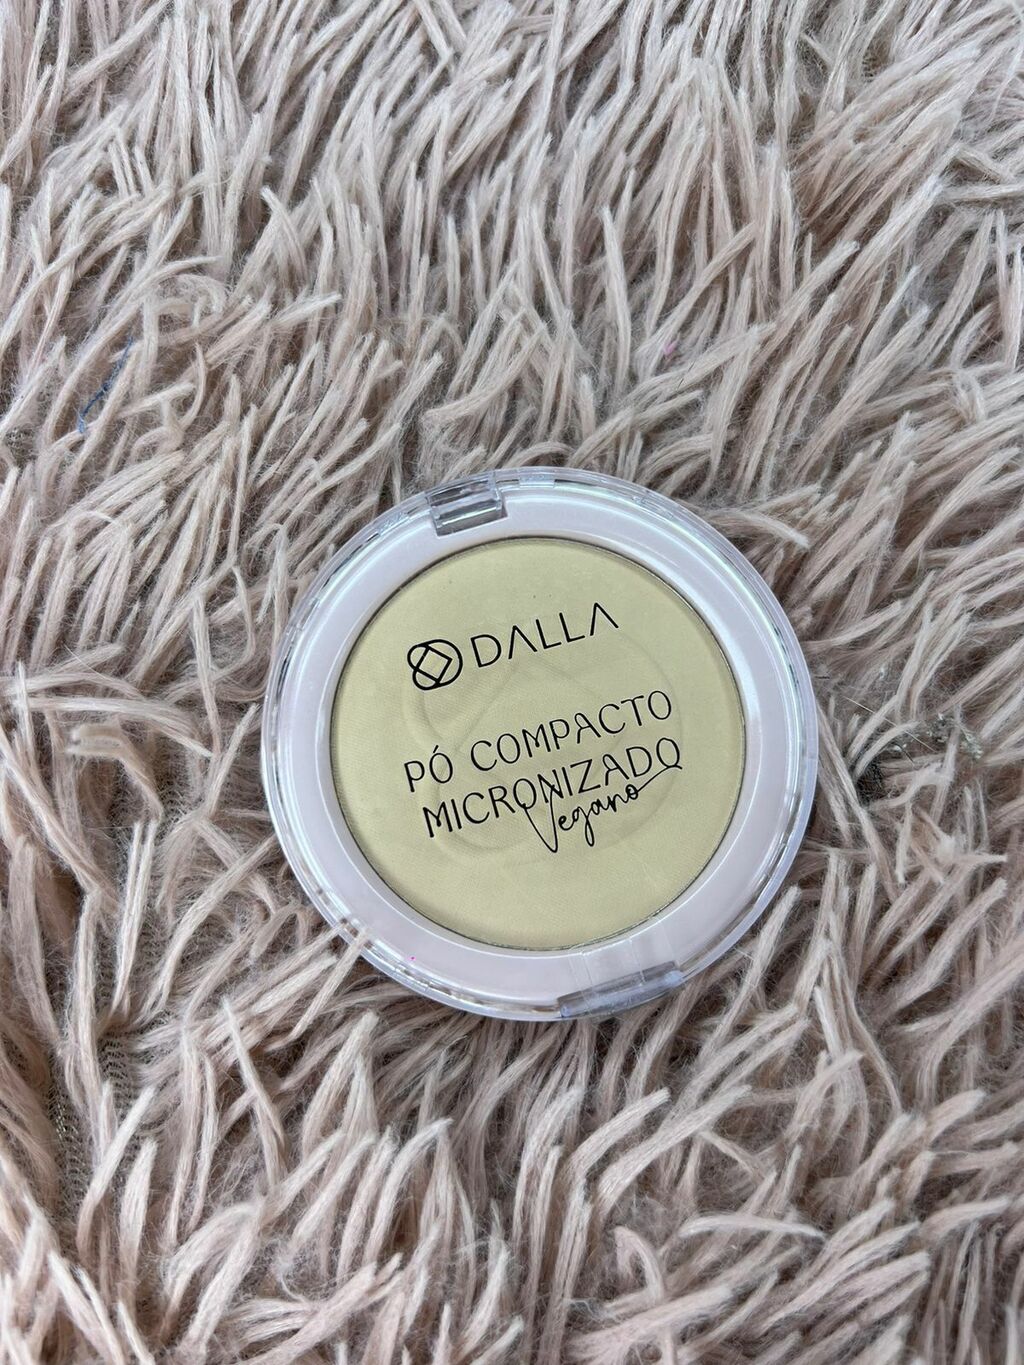 DALLA
PÓ COMPACTO
MICRONIZADO
Vegano